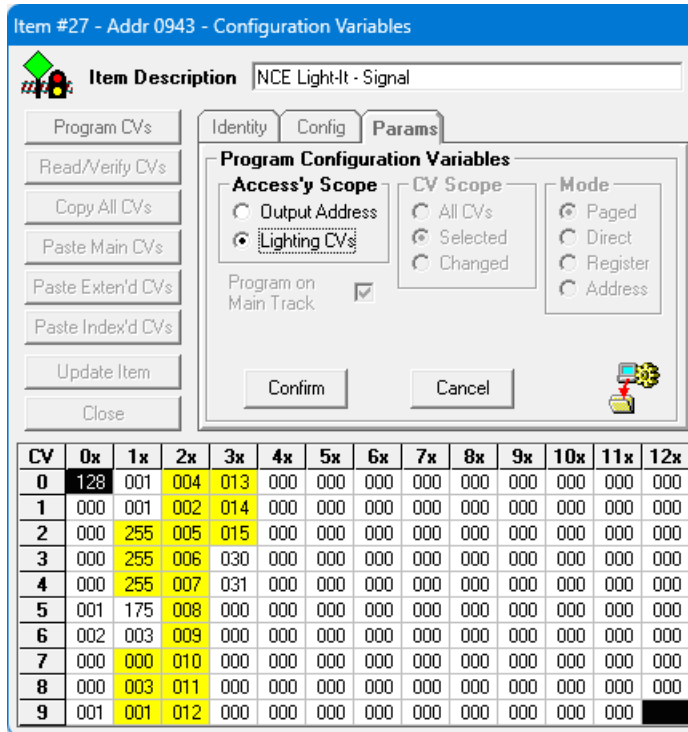 Item #27 - Addr 0943 - Configuration Variables
Item Description NCE Light-It - Signal
Program CVs
Read/Verify CVs
Copy All CVs
Paste Main CVs
Paste Exten'd CVs
Paste Index'd CVs
Update Item
Close
Identity Config Params
Program Configuration Variables
Access'y Scope
Output Address
Lighting CVs
CV Scope
All CVs
Selected
Changed
Mode
Paged
Direct
Register
Address
Program on
Main Track
Confirm Cancel
CV 0x 1x 2x 3x 4x 5x 6x 7x 8x 9x 10x 11x 12x
0 128 001 004 013 000 000 000 000 000 000 000 000 000
1 000 001 002 014 000 000 000 000 000 000 000 000 000
2 000 255 005 015 000 000 000 000 000 000 000 000 000
3 000 255 006 030 000 000 000 000 000 000 000 000 000
4 000 255 007 031 000 000 000 000 000 000 000 000 000
5 001 175 008 000 000 000 000 000 000 000 000 000 000
6 002 003 009 000 000 000 000 000 000 000 000 000 000
7 000 000 010 000 000 000 000 000 000 000 000 000 000
8 000 003 011 000 000 000 000 000 000 000 000 000 000
9 001 001 012 000 000 000 000 000 000 000 000 000